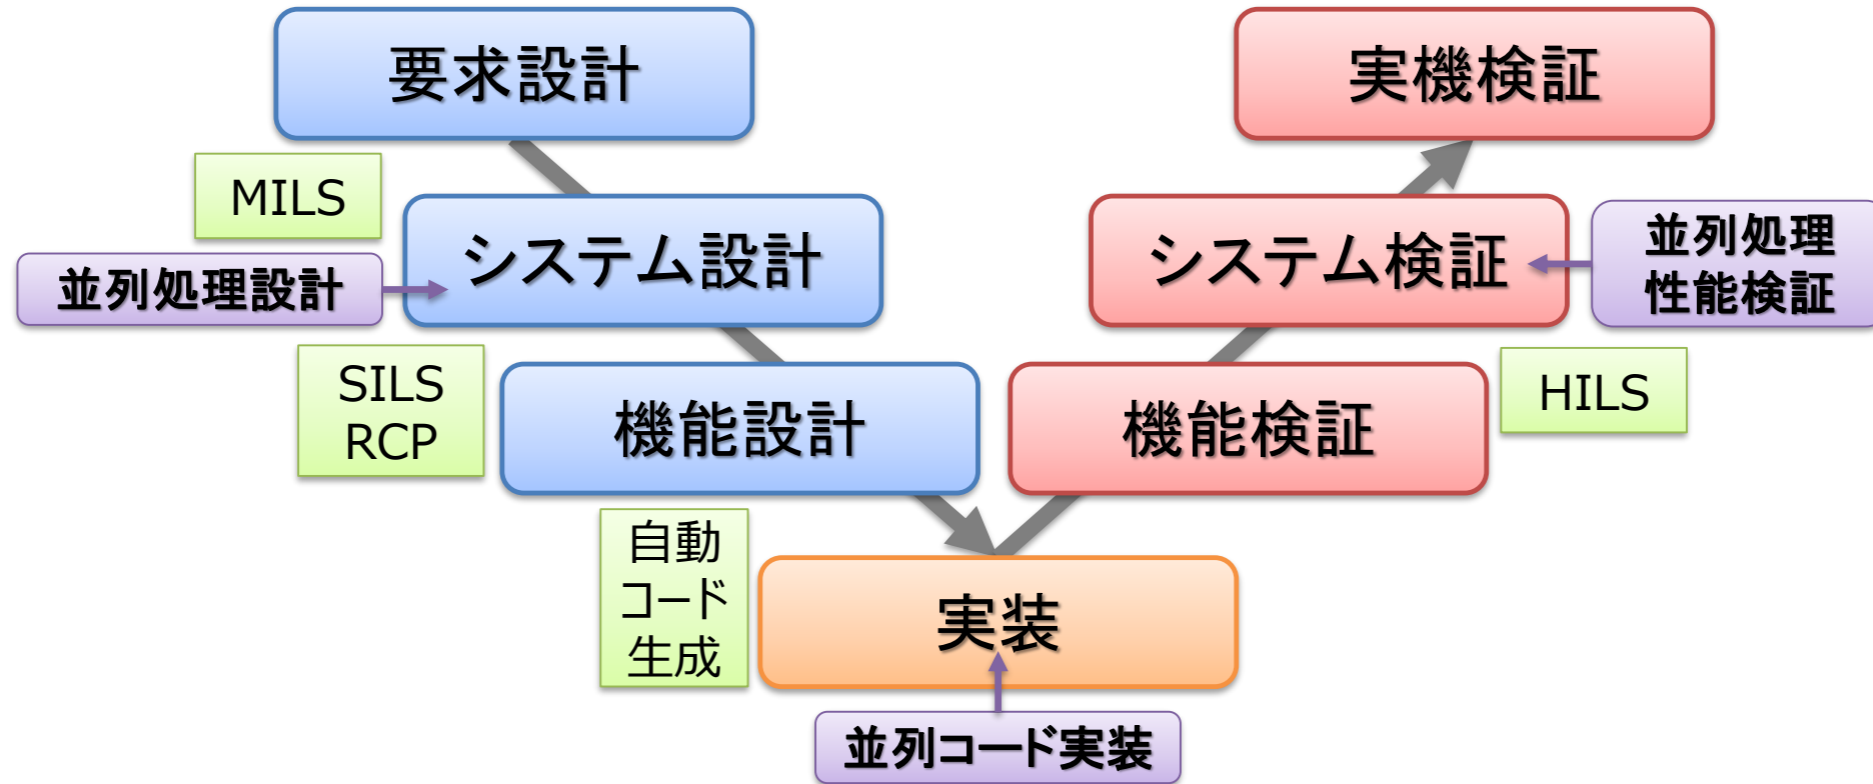 要求設計
実機検証
MILS
システム設計
システム検証
並列処理
性能検証
並列処理設計
SILS
RCP
機能設計
機能検証
HILS
自動
コード
生成
実装
並列コード実装